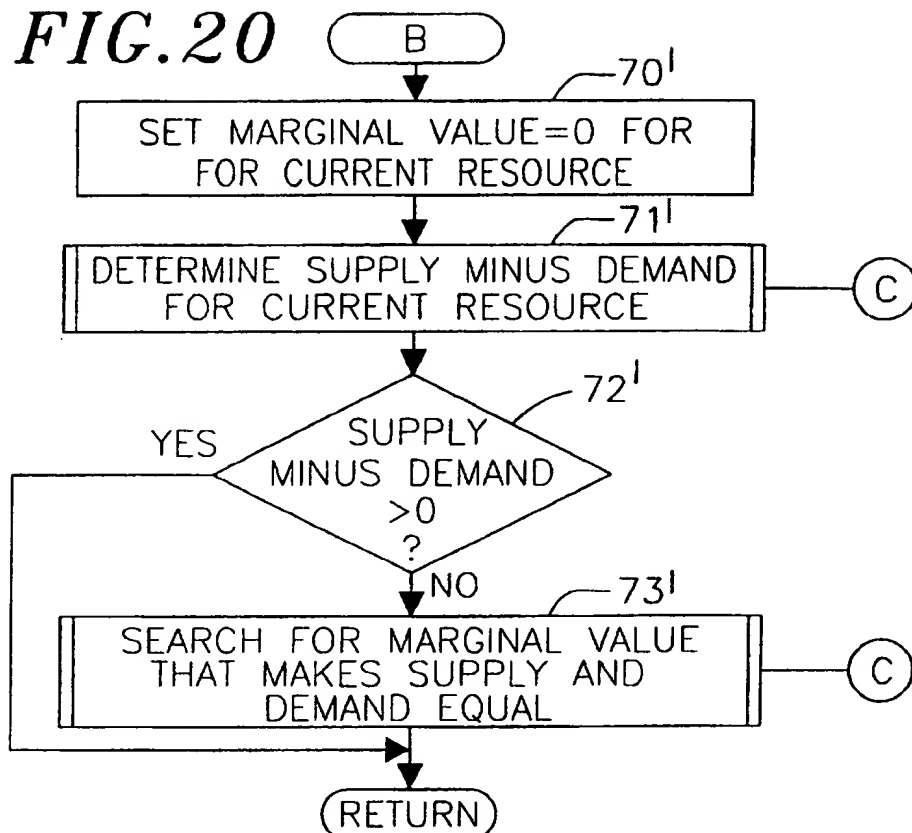 FIG.20
B
70'
SET MARGINAL VALUE=0 FOR
FOR CURRENT RESOURCE
71'
DETERMINE SUPPLY MINUS DEMAND
FOR CURRENT RESOURCE
C
72'
YES
SUPPLY
MINUS DEMAND
>0
?
NO
73'
SEARCH FOR MARGINAL VALUE
THAT MAKES SUPPLY AND
DEMAND EQUAL
C
RETURN